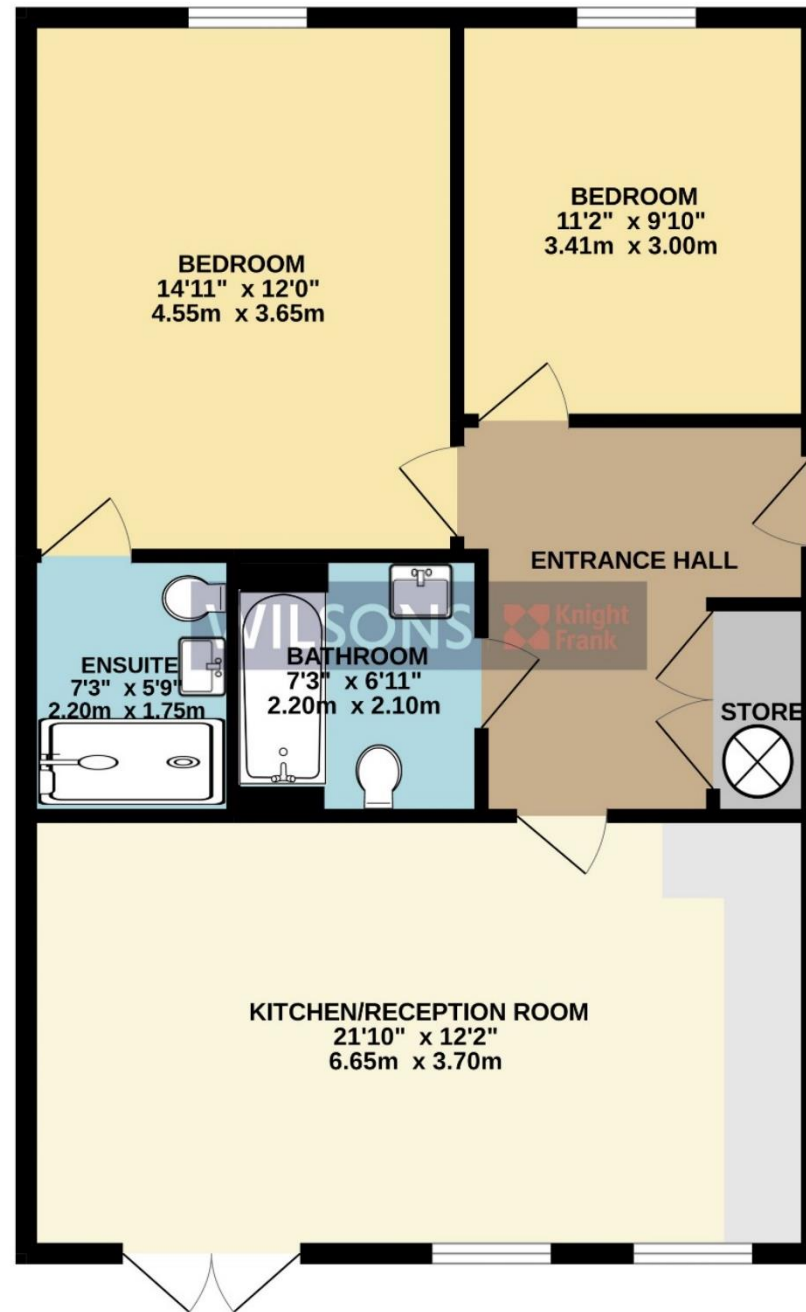 BEDROOM
14'11" x 12'0"
4.55m x 3.65m
BEDROOM
11'2" x 9'10"
3.41m x 3.00m
ENTRANCE HALL
WILSONS
Knight
Frank
ENSUITE
7'3" x 5'9"
2.20m x 1.75m
BATHROOM
7'3" x 6'11"
2.20m x 2.10m
STORE
KITCHEN/RECEPTION ROOM
21'10" x 12'2"
6.65m x 3.70m